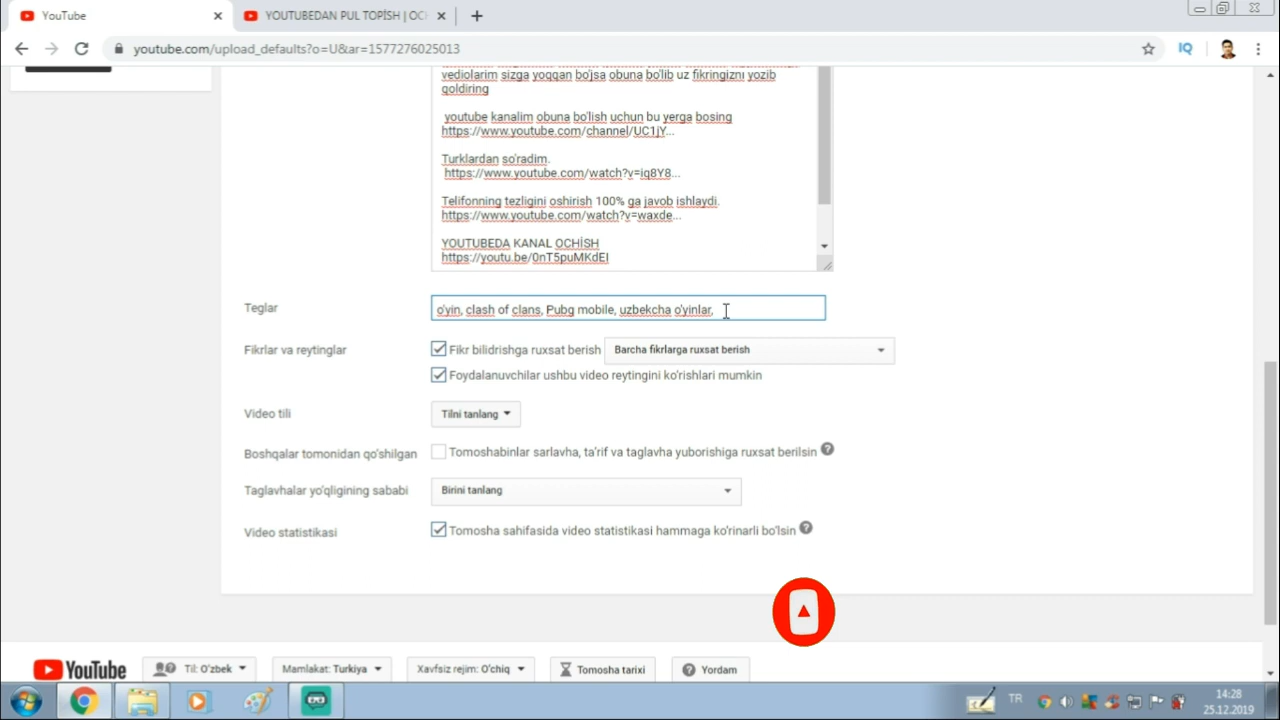 YouTube
YOUTUBEDAN PUL TOPİSH | OCH
youtube.com/upload_defaults?o=U&ar=1577276025013
IQ
vediolarim sizga yoqqan bo'jsa obuna bo'lib uz fikringizni yozib
qoldiring
youtube kanalim obuna bo'lish uchun bu yerga bosing
https://www.youtube.com/channel/UC1jY...
Turklardan so'radim.
https://www.youtube.com/watch?v=iq8Y8...
Telifonning tezligini oshirish 100% ga javob ishlaydi.
https://www.youtube.com/watch?v=waxde...
YOUTUBEDA KANAL OCHİSH
https://youtu.be/0nT5puMKdEI
Teglar
o'yin, clash of clans, Pubg mobile, uzbekcha o'yinlar,
Fikrlar va reytinglar
Fikr bilidrishga ruxsat berish
Barcha fikrlarga ruxsat berish
Foydalanuvchilar ushbu video reytingini ko'rishlari mumkin
Video tili
Tilni tanlang
Boshqalar tomonidan qo'shilgan
Tomoshabinlar sarlavha, ta'rif va taglavha yuborishiga ruxsat berilsin
Taglavhalar yo'qligining sababi
Birini tanlang
Video statistikasi
Tomosha sahifasida video statistikasi hammaga ko'rinarli bo'lsin
YouTube
Til: O'zbek
Mamlakat: Turkiya
Xavfsiz rejim: O'chiq
Tomosha tarixi
Yordam
TR
14:28
25.12.2019